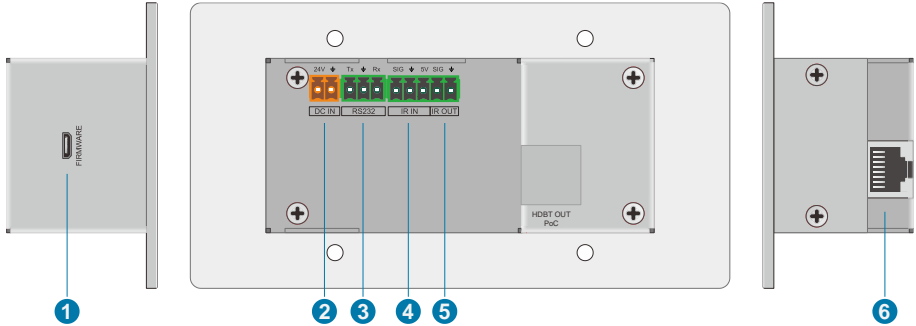 FIRMWARE
24V Tx Rx SIG 5V SIG
DC IN RS232 IR IN IR OUT
HDBT OUT
PoC
1 2 3 4 5 6